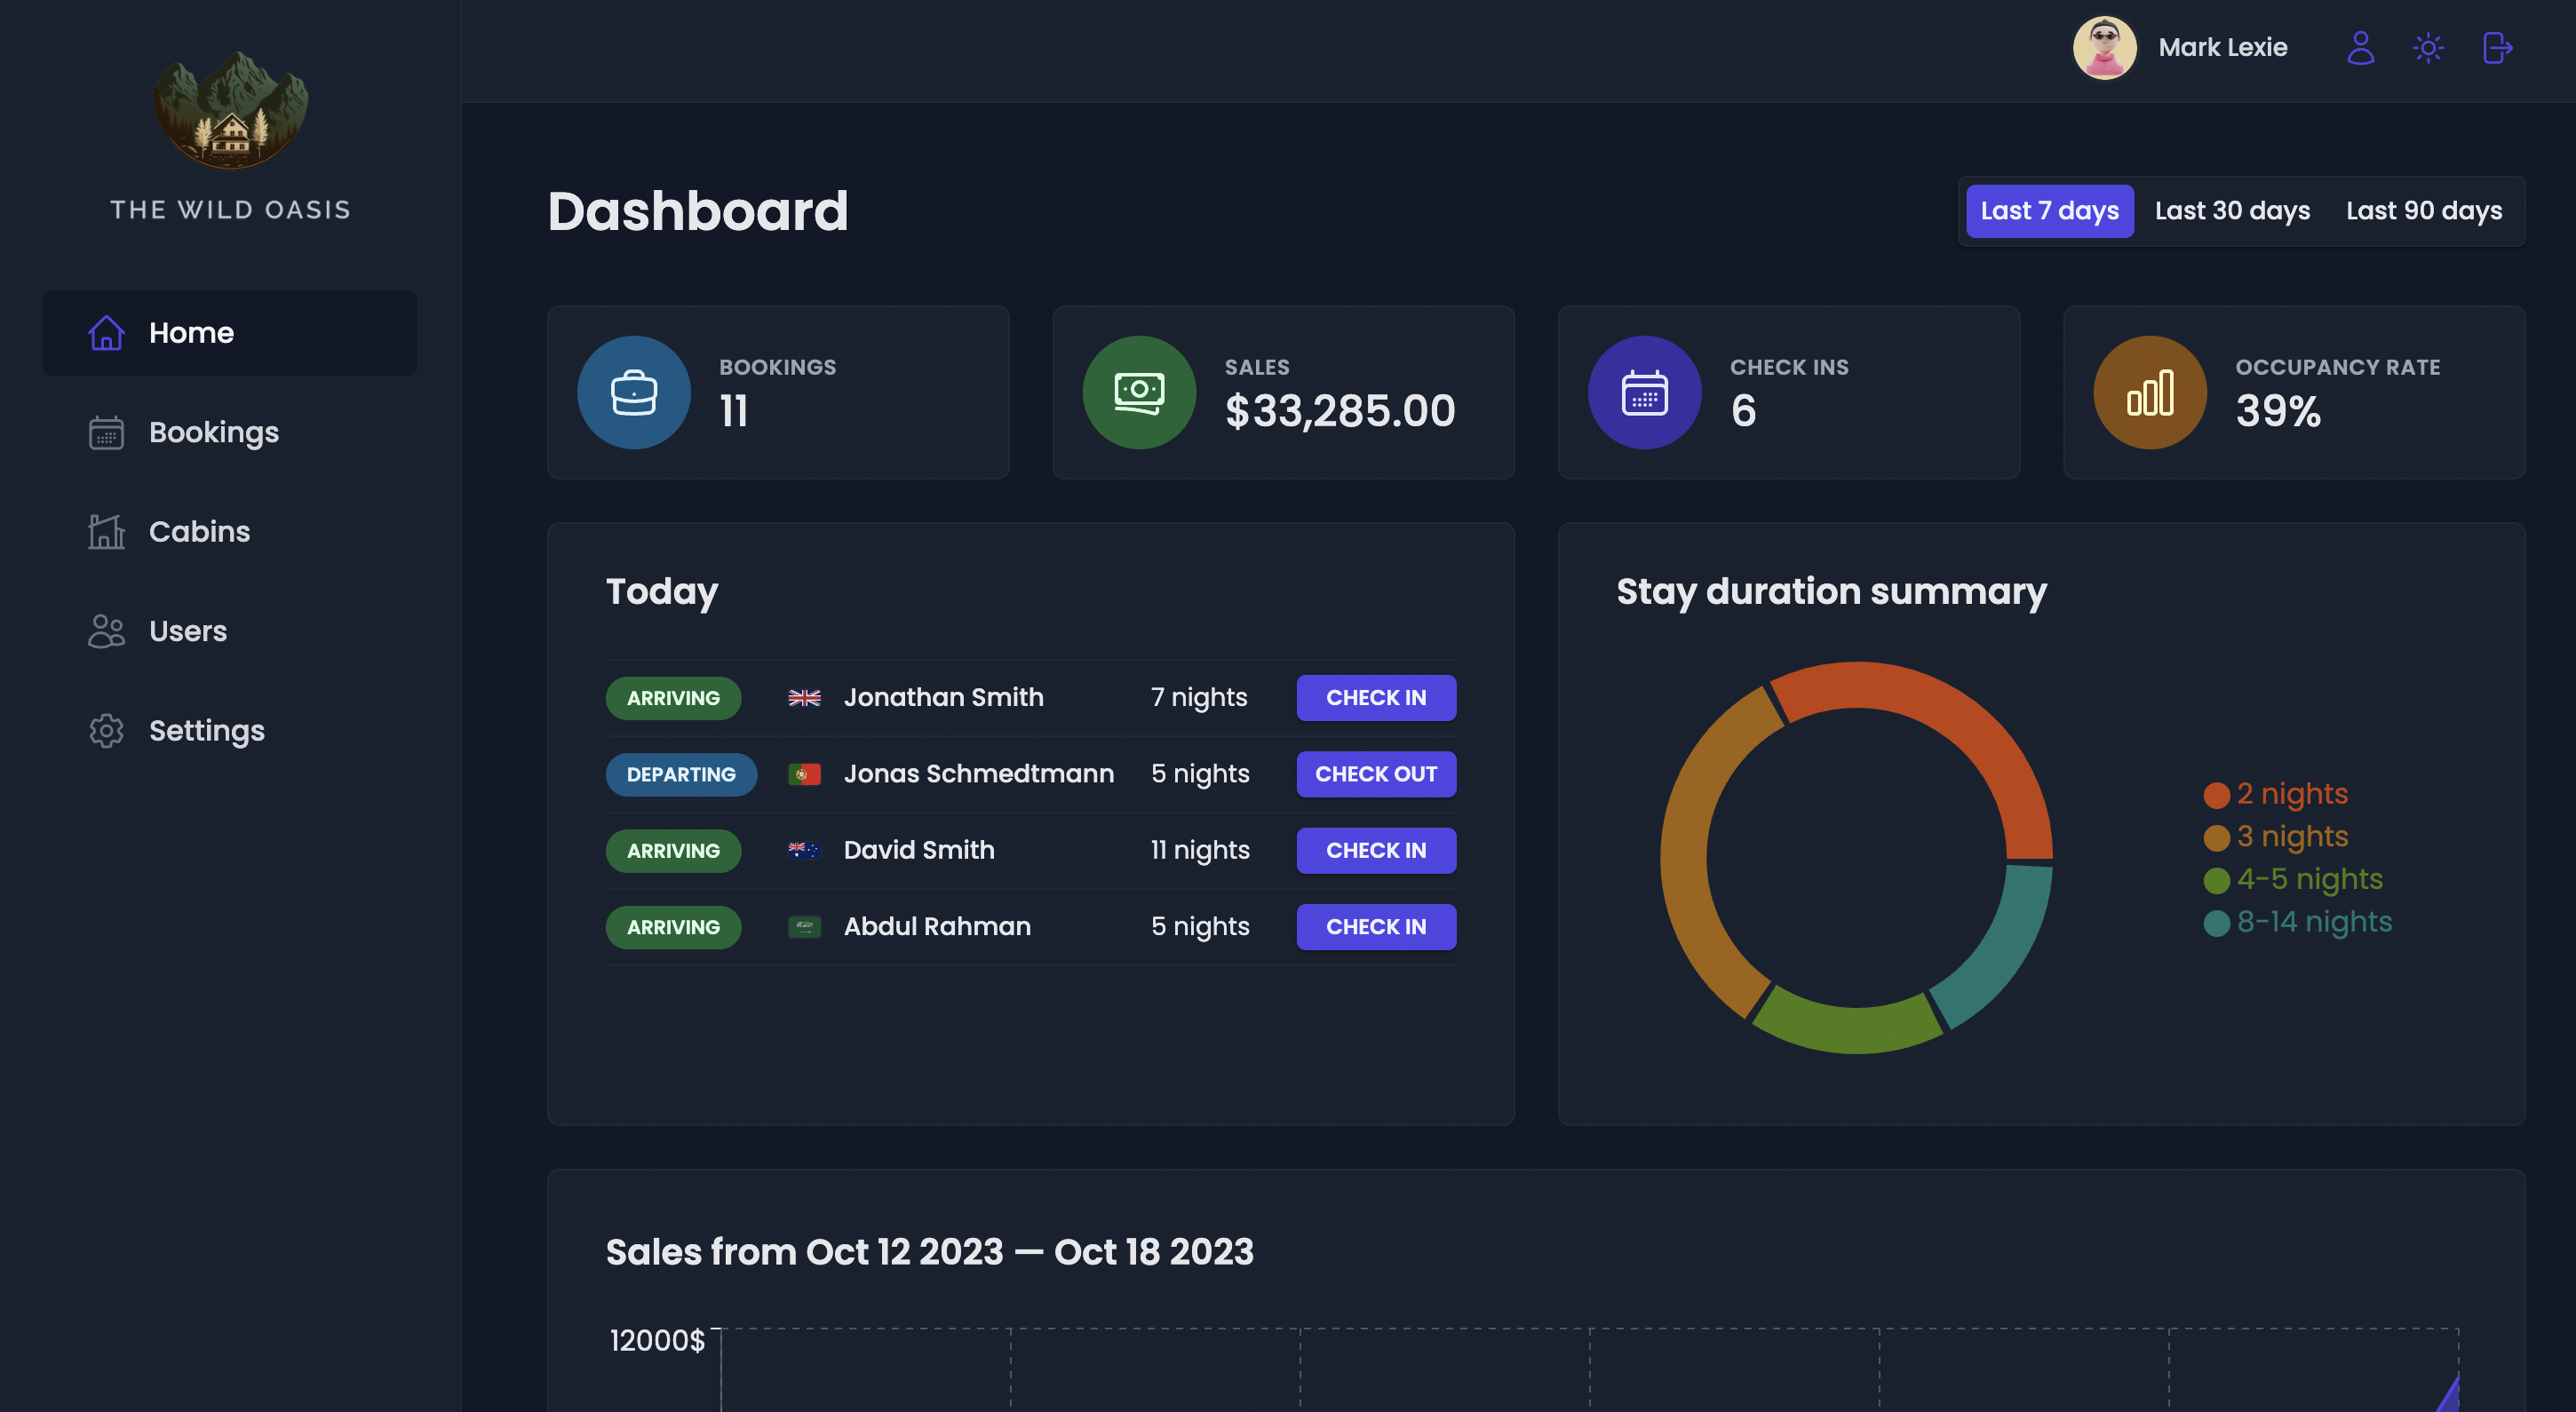 THE WILD OASIS
Home
Bookings
Cabins
Users
Settings
Mark Lexie
Dashboard
Last 7 days Last 30 days Last 90 days
BOOKINGS
11
SALES
$33,285.00
CHECK INS
6
OCCUPANCY RATE
39%
Today
ARRIVING Jonathan Smith 7 nights CHECK IN
DEPARTING Jonas Schmedtmann 5 nights CHECK OUT
ARRIVING David Smith 11 nights CHECK IN
ARRIVING Abdul Rahman 5 nights CHECK IN
Stay duration summary
2 nights
3 nights
4-5 nights
8-14 nights
Sales from Oct 12 2023 — Oct 18 2023
12000$